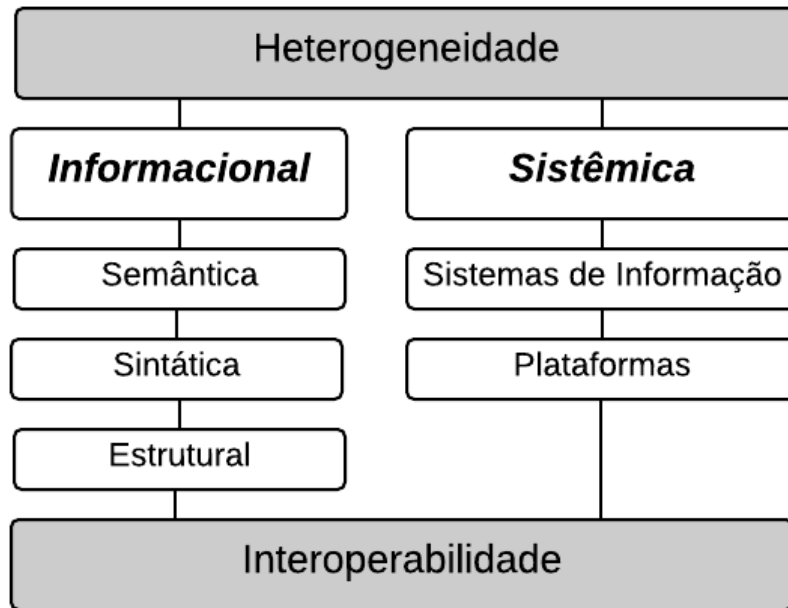 Heterogeneidade
Informacional
Sistêmica
Semântica
Sistemas de Informação
Sintática
Plataformas
Estrutural
Interoperabilidade